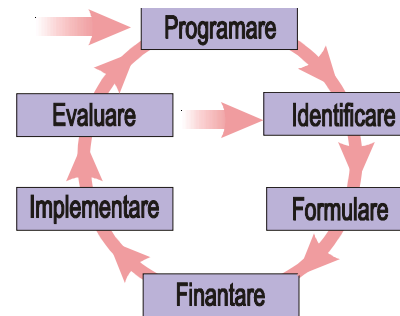 Programare
Evaluare
Identificare
Implementare
Formulare
Finantare